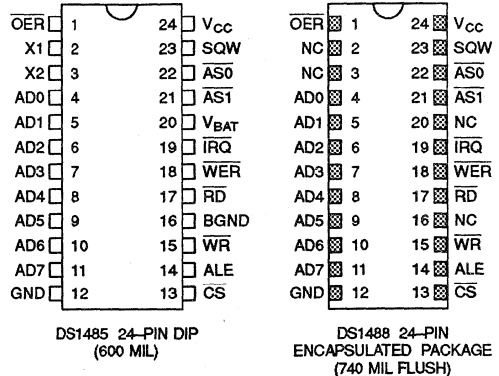 OER 1 24 VCC
X1 2 23 SQW
X2 3 22 AS0
AD0 4 21 AS1
AD1 5 20 VBAT
AD2 6 19 IRQ
AD3 7 18 WER
AD4 8 17 RD
AD5 9 16 BGND
AD6 10 15 WR
AD7 11 14 ALE
GND 12 13 CS
DS1485 24–PIN DIP
(600 MIL)
OER 1 24 VCC
NC 2 23 SQW
NC 3 22 AS0
AD0 4 21 AS1
AD1 5 20 NC
AD2 6 19 IRQ
AD3 7 18 WER
AD4 8 17 RD
AD5 9 16 NC
AD6 10 15 WR
AD7 11 14 ALE
GND 12 13 CS
DS1488 24–PIN
ENCAPSULATED PACKAGE
(740 MIL FLUSH)